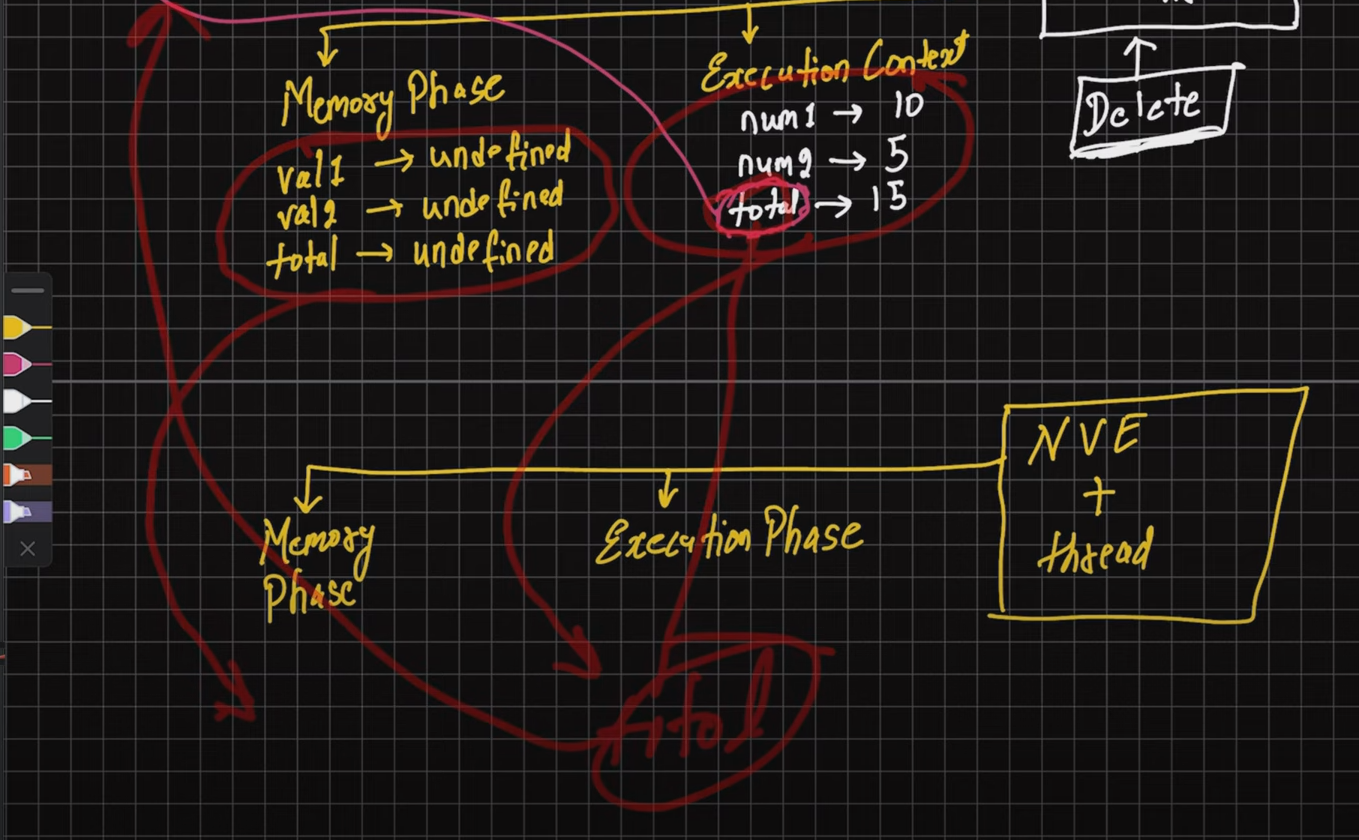 Memory Phase
val1 → undefined
val2 → undefined
total → undefined
Execution Context
num1 → 10
num2 → 5
total → 15
Delete
Memory
Phase
Execution Phase
NVE
+
thread